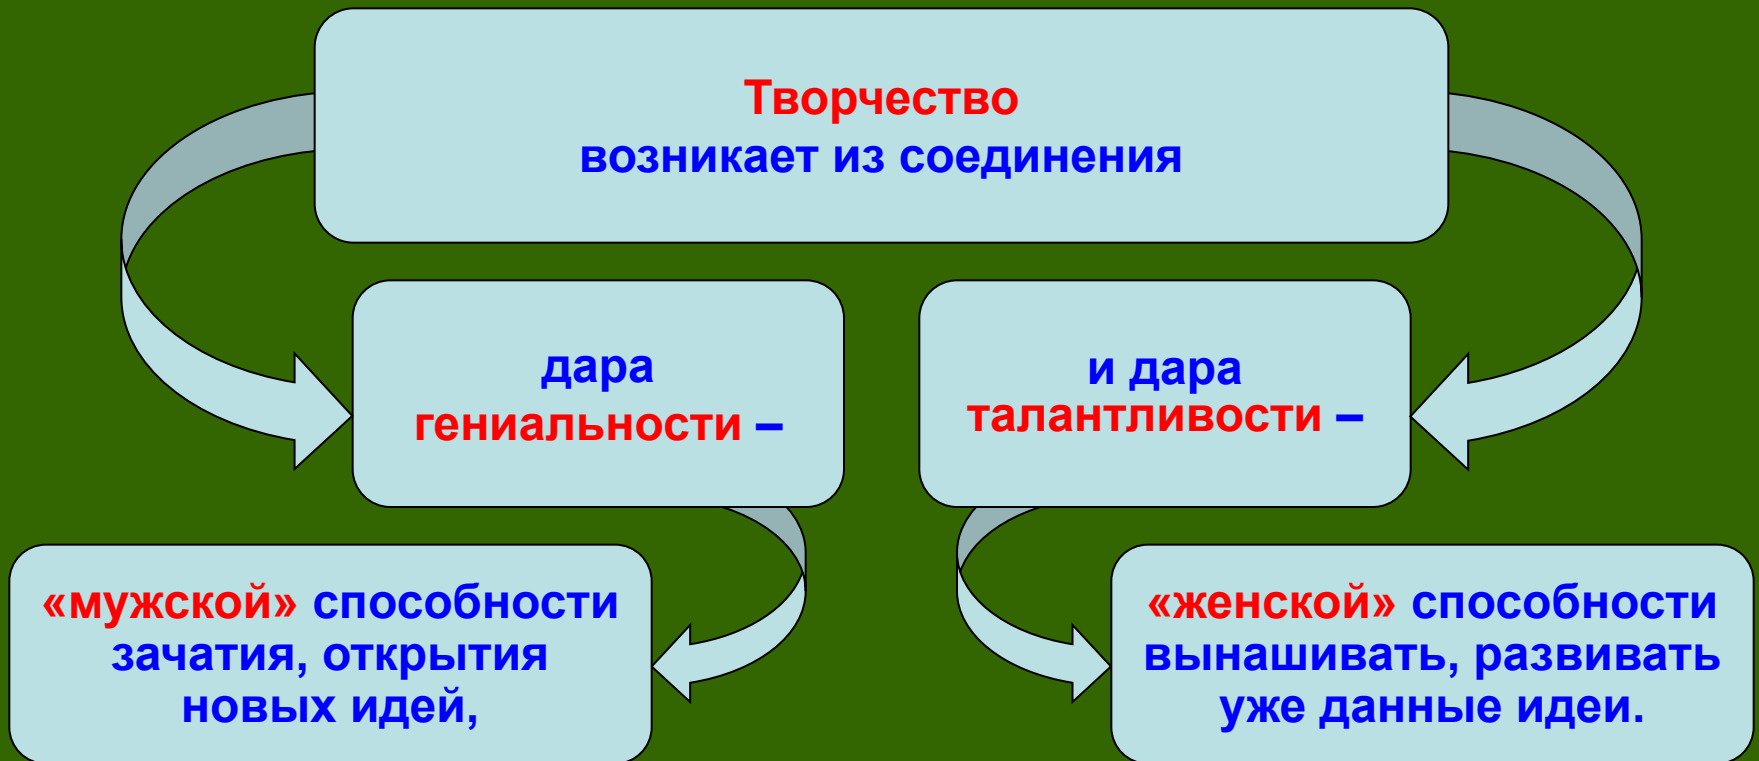 Творчество
возникает из соединения
дара
гениальности –
и дара
талантливости –
«мужской» способности
зачатия, открытия
новых идей,
«женской» способности
вынашивать, развивать
уже данные идеи.